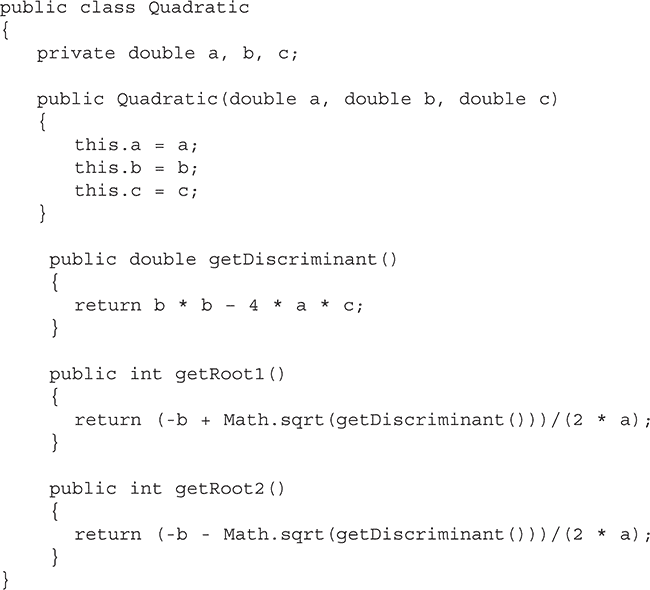 public class Quadratic
{
private double a, b, c;
public Quadratic(double a, double b, double c)
{
this.a = a;
this.b = b;
this.c = c;
}
public double getDiscriminant()
{
return b * b – 4 * a * c;
}
public int getRoot1()
{
return (-b + Math.sqrt(getDiscriminant()))/(2 * a);
}
public int getRoot2()
{
return (-b - Math.sqrt(getDiscriminant()))/(2 * a);
}
}